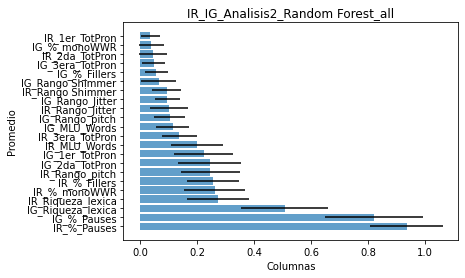 IR_IG_Analisis2_Random Forest_all
IR_1er_TotPron
IG_%_monoWWR
IR_2da_TotPron
IG_3era_TotPron
IG_%_Fillers
IG_Rango Shimmer
IR_Rango Shimmer
IG_Rango_Jitter
IR_Rango_Jitter
IG_Rango_pitch
IG_MLU_Words
IR_3era_TotPron
IR_MLU_Words
IG_1er_TotPron
IG_2da_TotPron
IR_Rango_pitch
IR_%_Fillers
IR_%_monoWWR
IR_Riqueza_lexica
IG_Riqueza_lexica
IG_%_Pauses
IR_%_Pauses
Promedio
0.0 0.2 0.4 0.6 0.8 1.0
Columnas